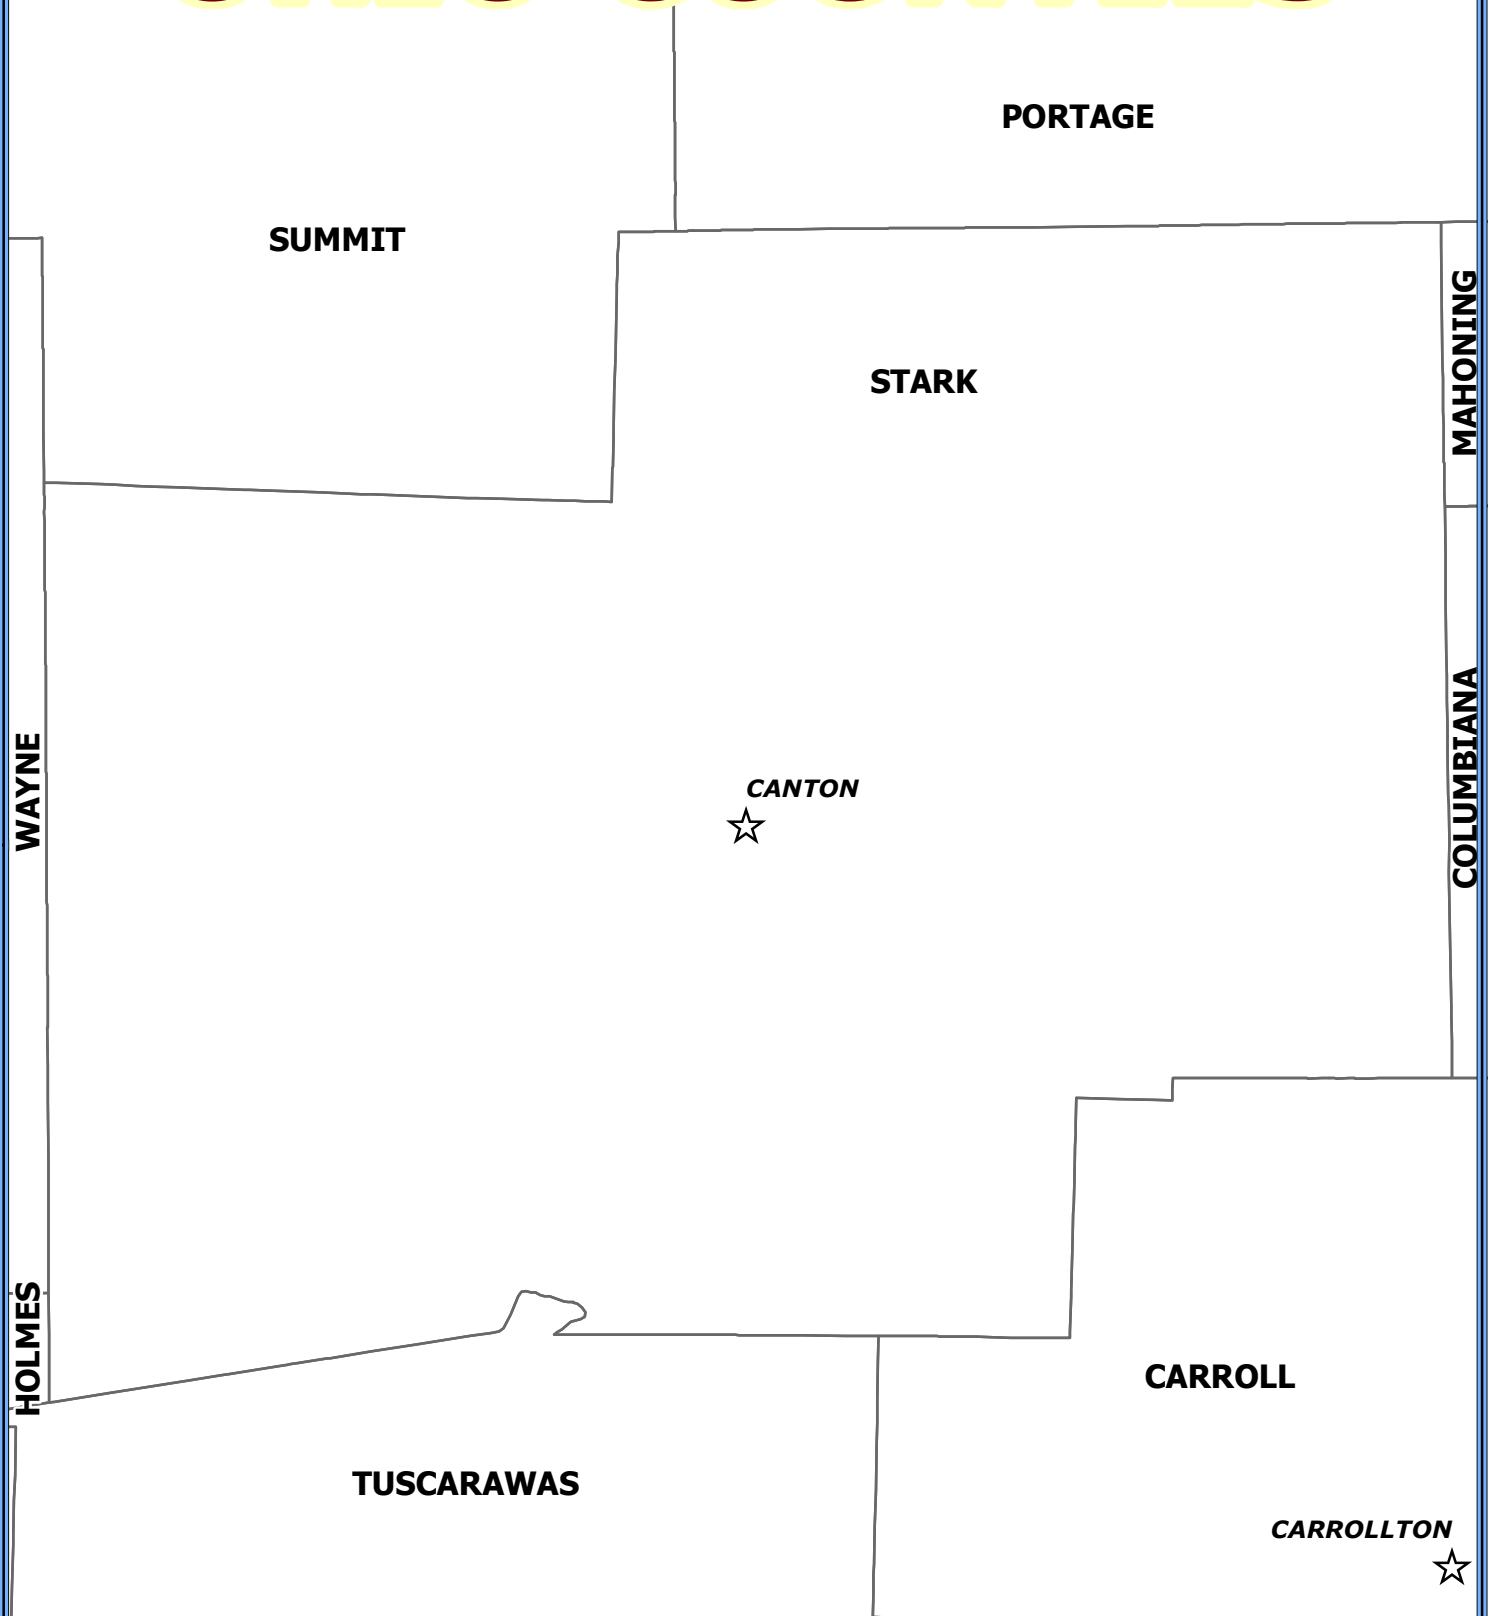 PORTAGE
SUMMIT
MAHONING
STARK
WAYNE
COLUMBIANA
CANTON
HOLMES
CARROLL
TUSCARAWAS
CARROLLTON